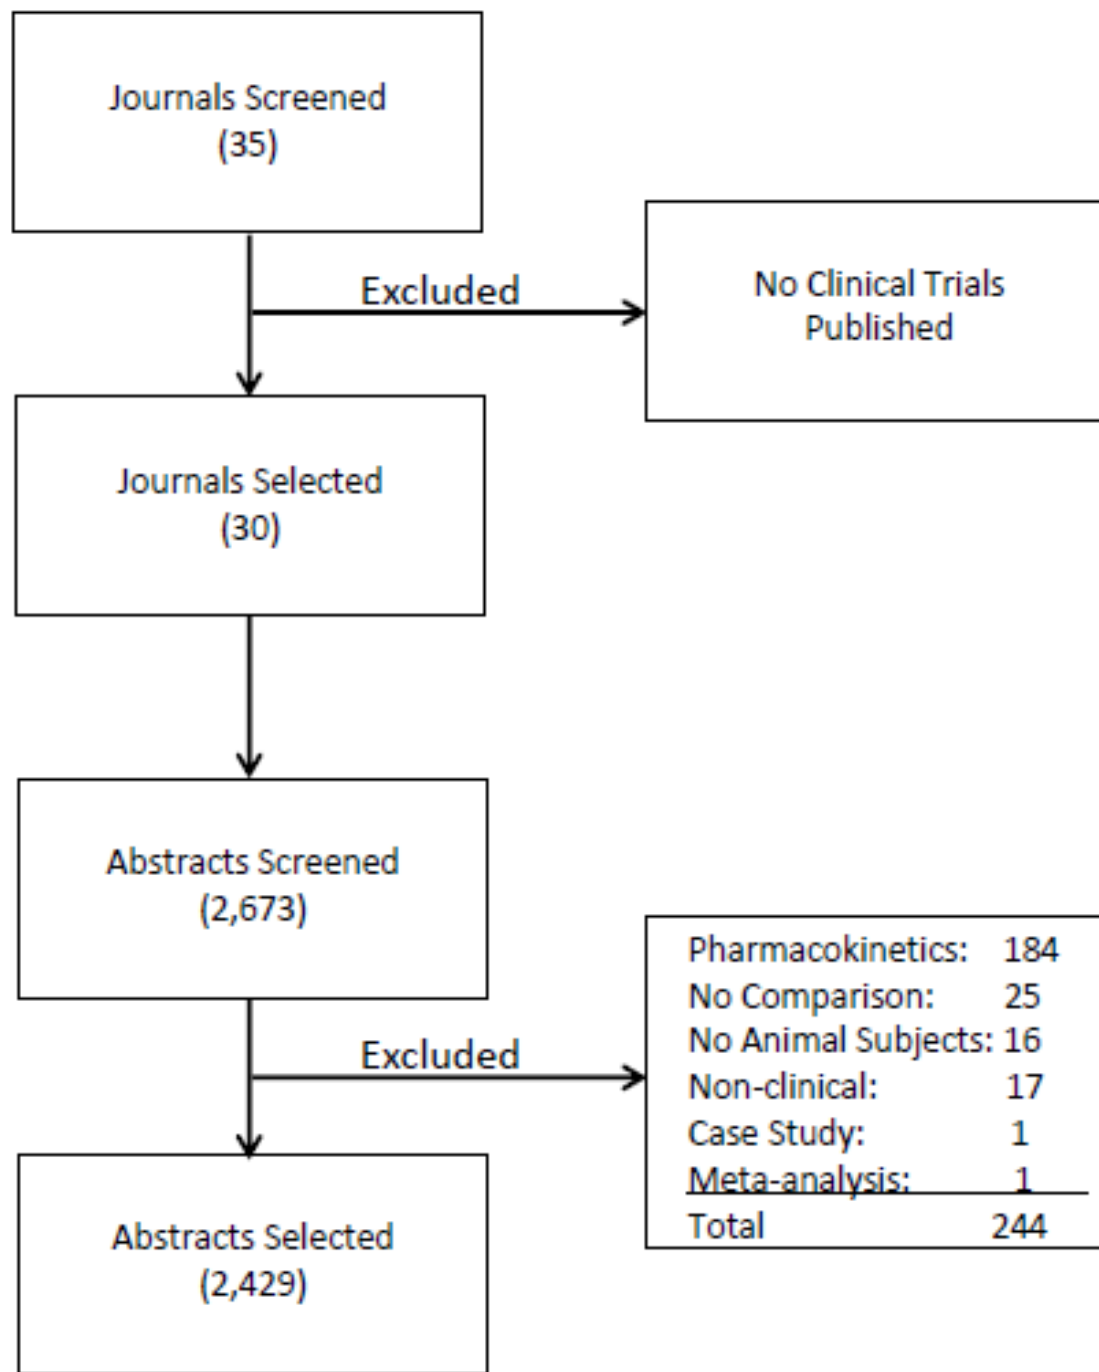 Journals Screened
(35)
Excluded
No Clinical Trials
Published
Journals Selected
(30)
Abstracts Screened
(2,673)
Excluded
Pharmacokinetics: 184
No Comparison: 25
No Animal Subjects: 16
Non-clinical: 17
Case Study: 1
Meta-analysis: 1
Total 244
Abstracts Selected
(2,429)